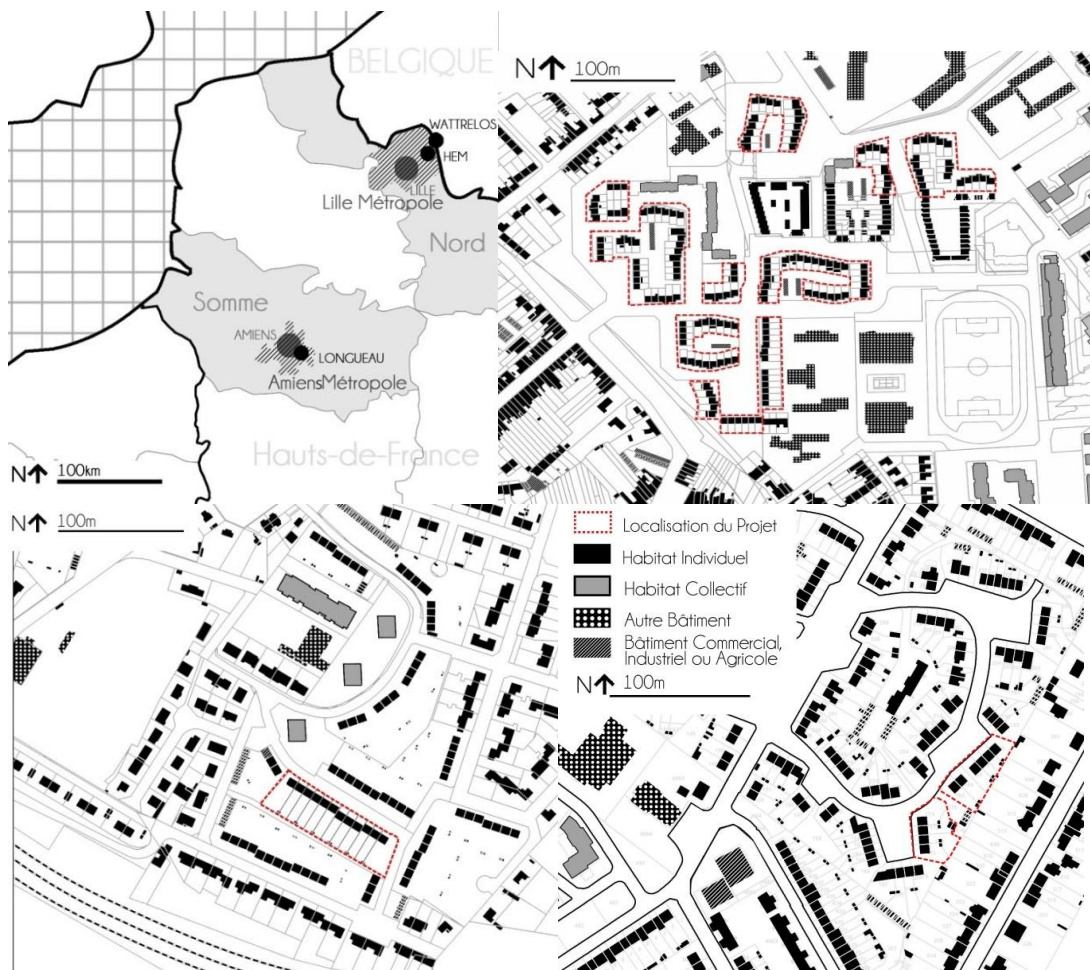 BELGIQUE
WATTRELOS
HEM
LILLE
Lille Métropole
Nord
Somme
AMIENS
LONGUEAU
AmiensMétropole
Hauts-de-France
N 100km
N 100m
N 100m
Localisation du Projet
Habitat Individuel
Habitat Collectif
Autre Bâtiment
Bâtiment Commercial,
Industriel ou Agricole
N 100m